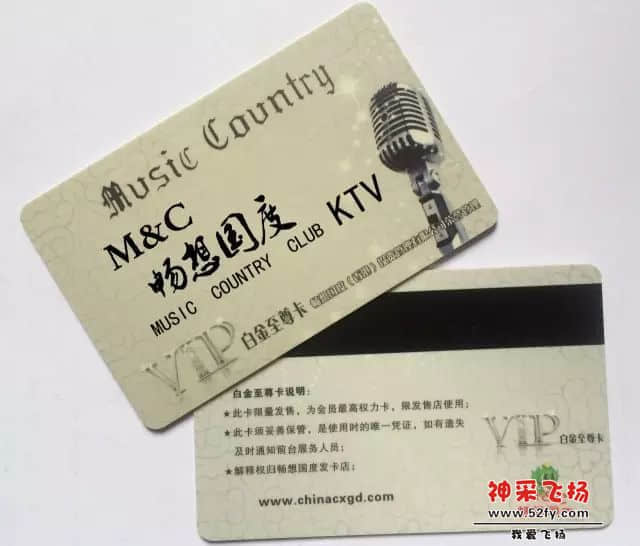 Music Country
M&C
畅想国度
MUSIC COUNTRY CLUB KTV
VIP 白金至尊卡
白金至尊卡说明：
★此卡限量发售，为会员最高权力卡，限发售店使用；
★此卡须妥善保管，是使用时的唯一凭证，如有遗失
及时通知前台服务人员；
★解释权归畅想国度发卡店；
www.chinacxgd.com
VIP 白金至尊卡
神采飞扬
www.52fy.com
我爱飞扬